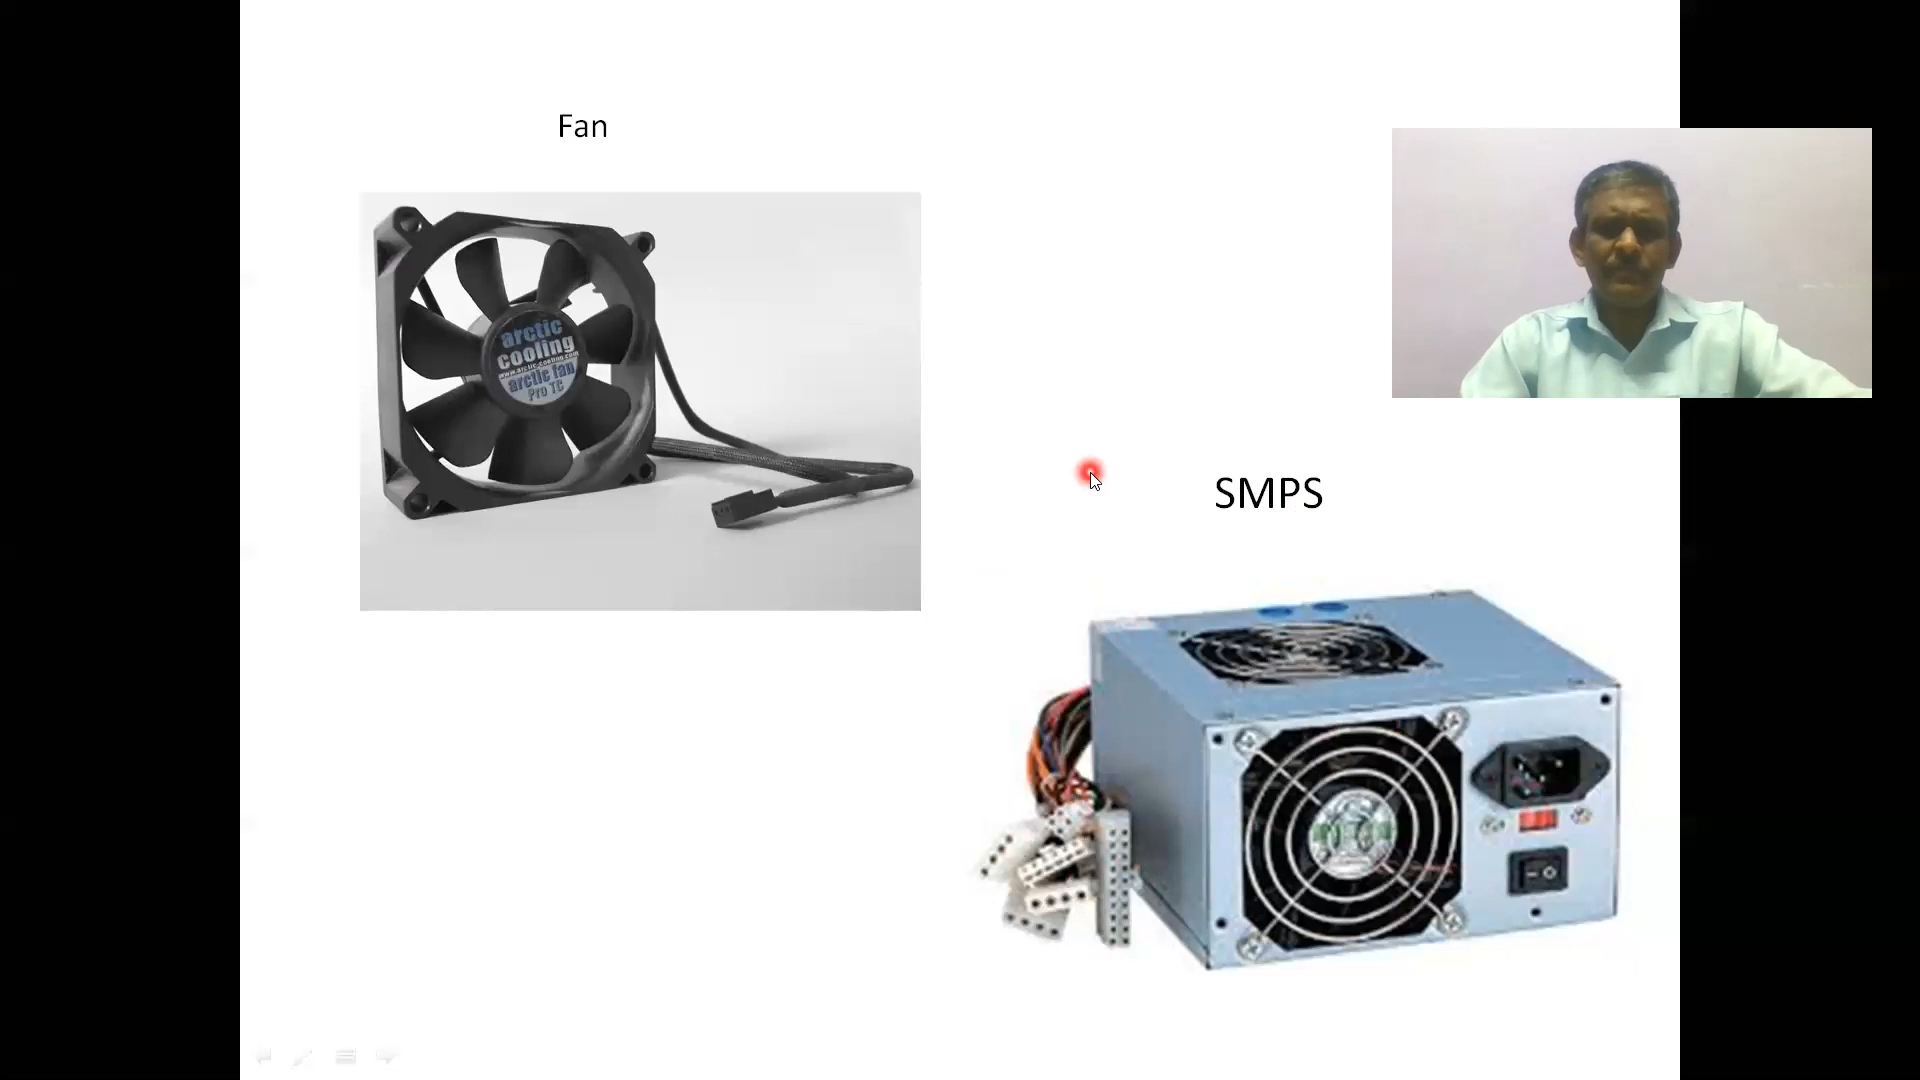 Fan
arctic
cooling
www.arctic-cooling.com
arctic fan
Pro TC
SMPS